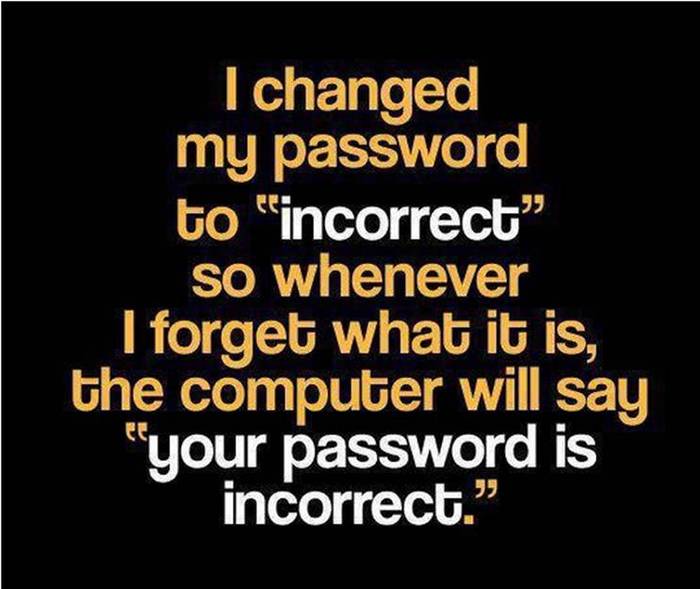 I changed
my password
to “incorrect”
so whenever
I forget what it is,
the computer will say
“your password is
incorrect.”